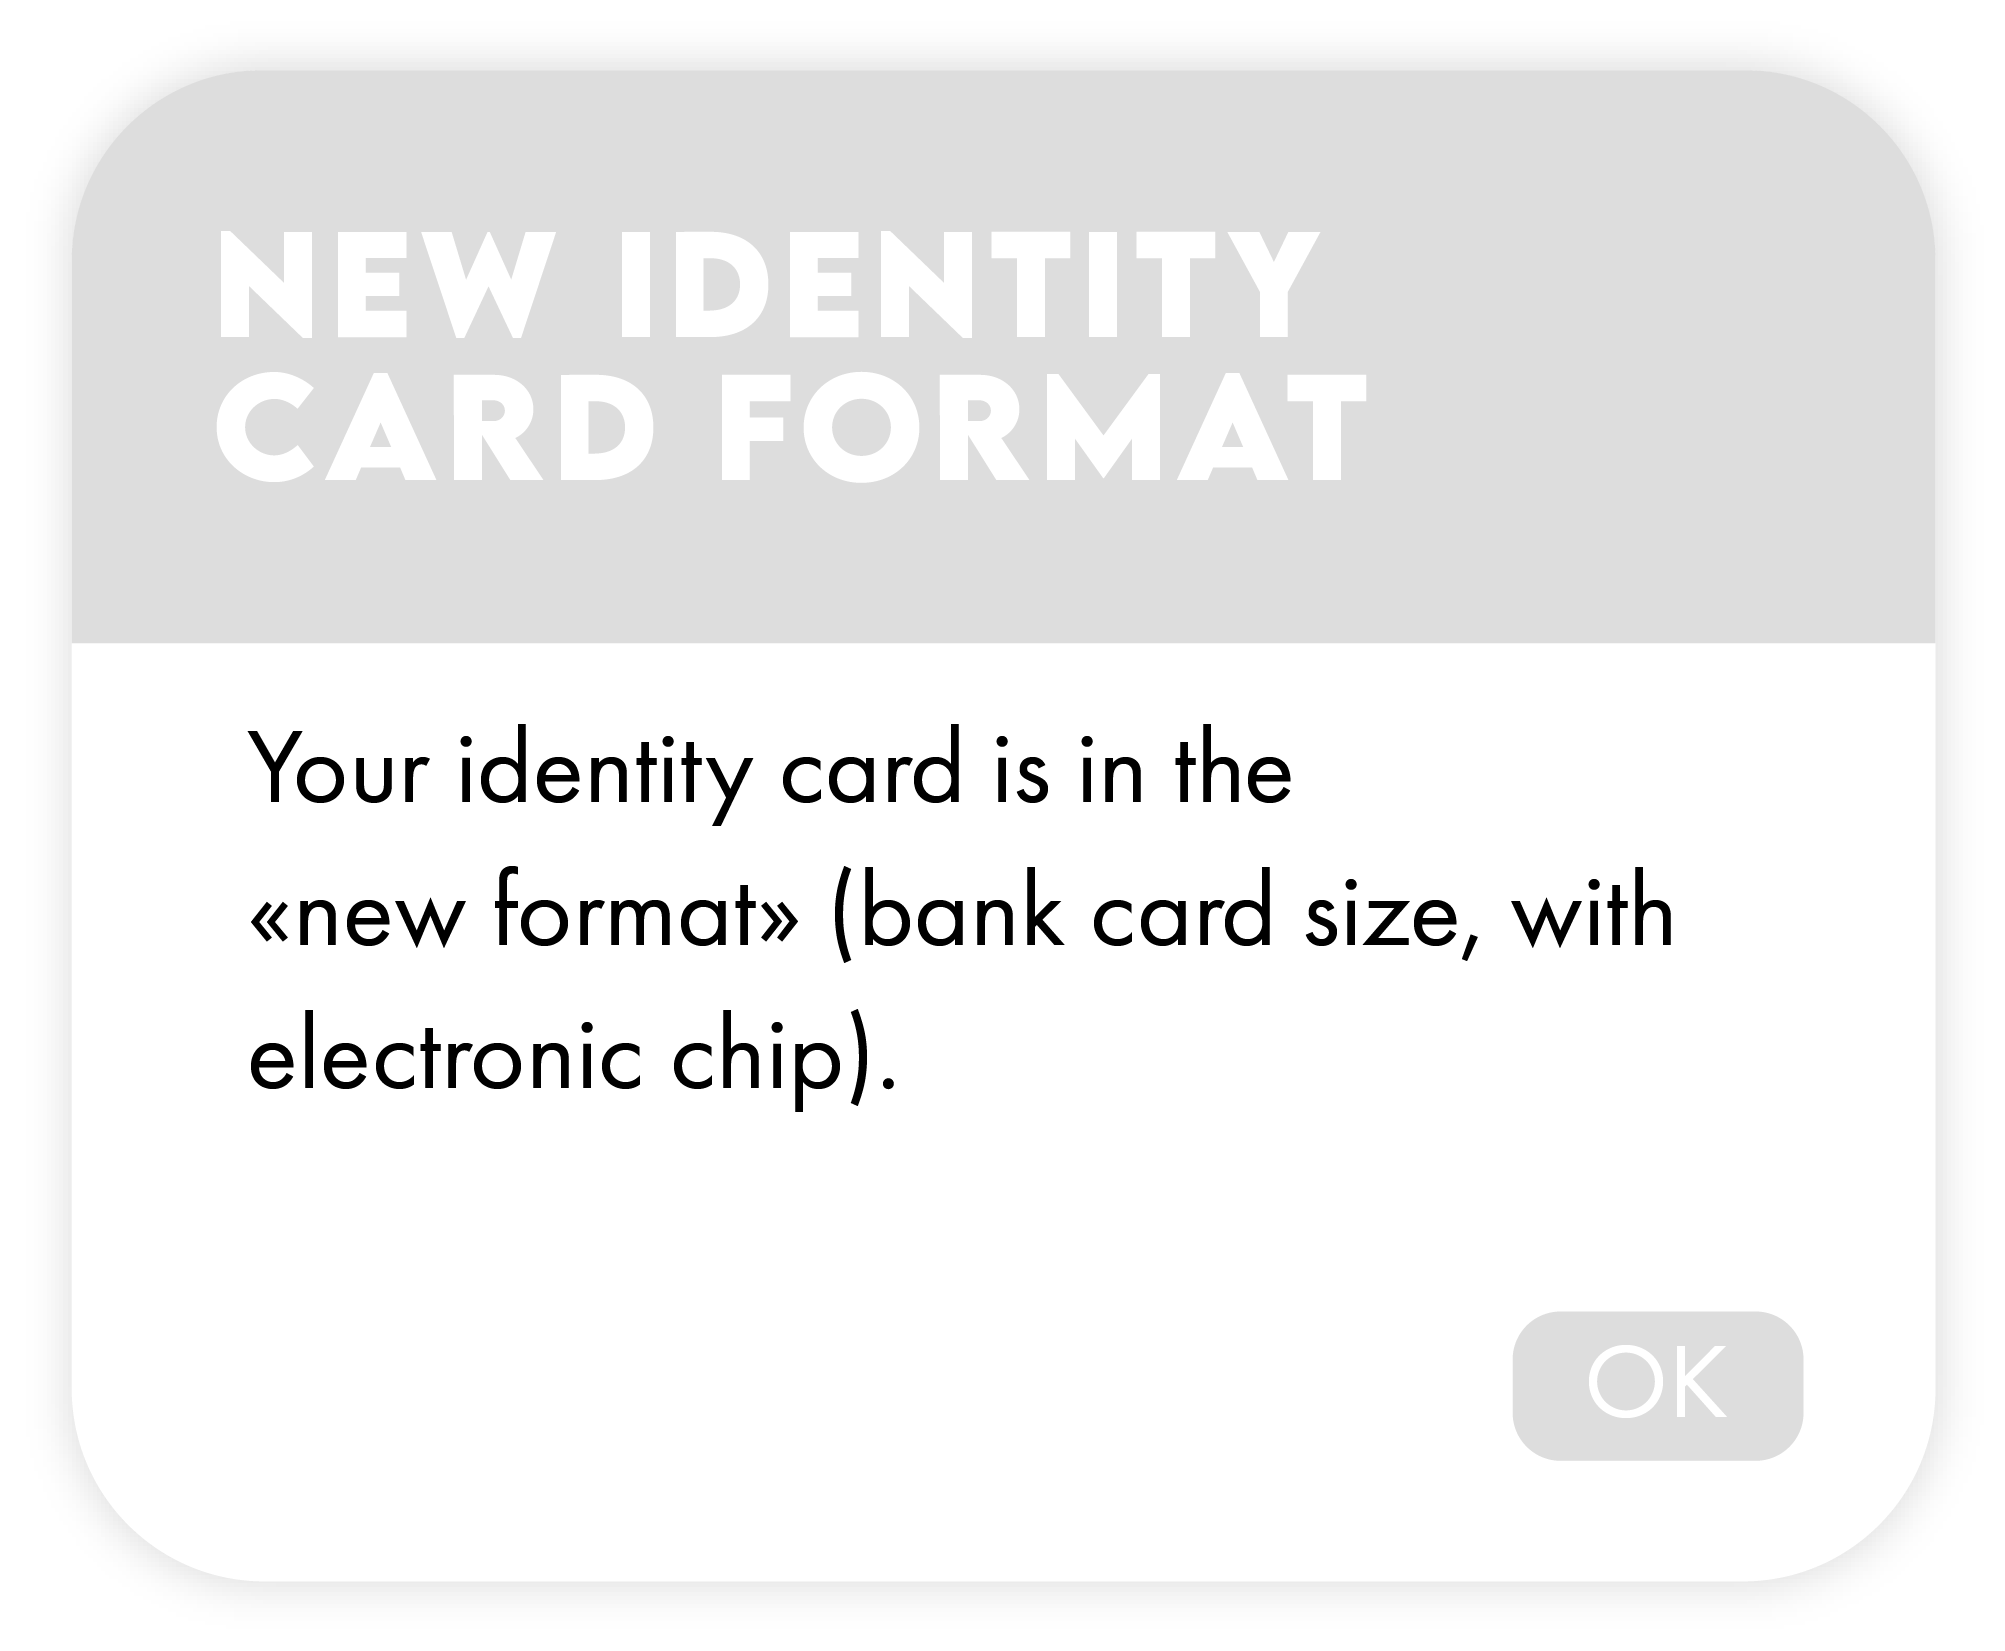 NEW IDENTITY
CARD FORMAT
Your identity card is in the
«new format» (bank card size, with
electronic chip).
OK